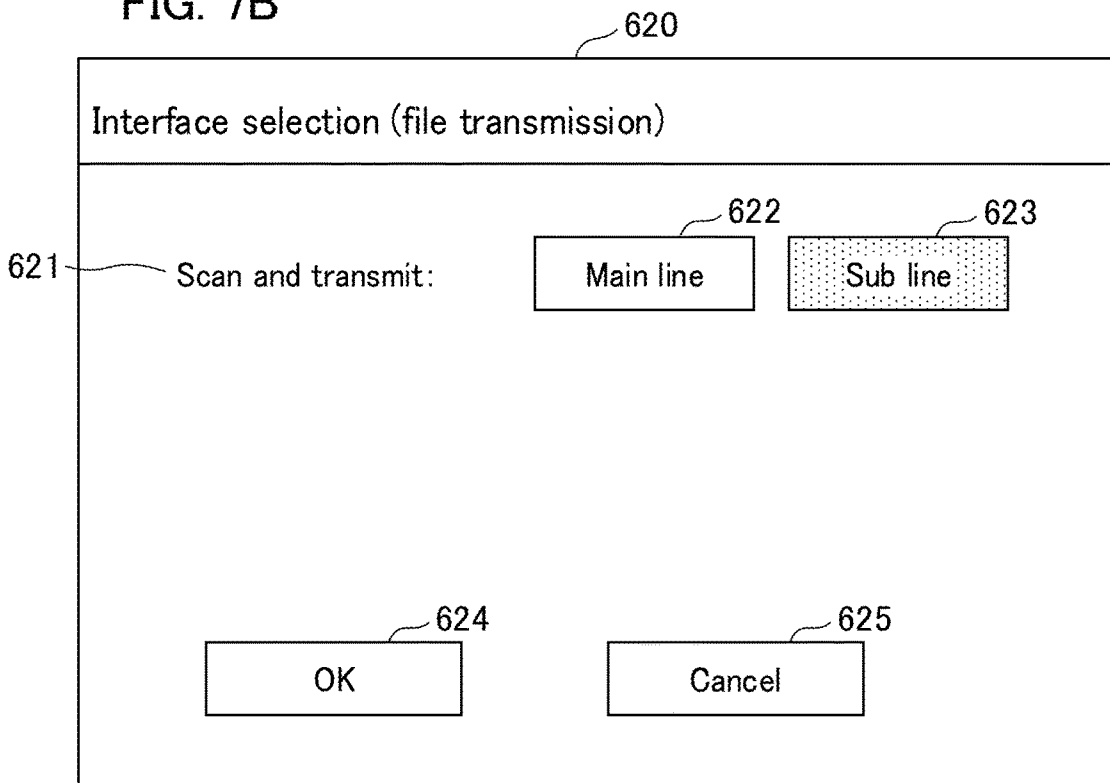 FIG. 7B
620
Interface selection (file transmission)
622
623
621
Scan and transmit:
Main line
Sub line
624
625
OK
Cancel